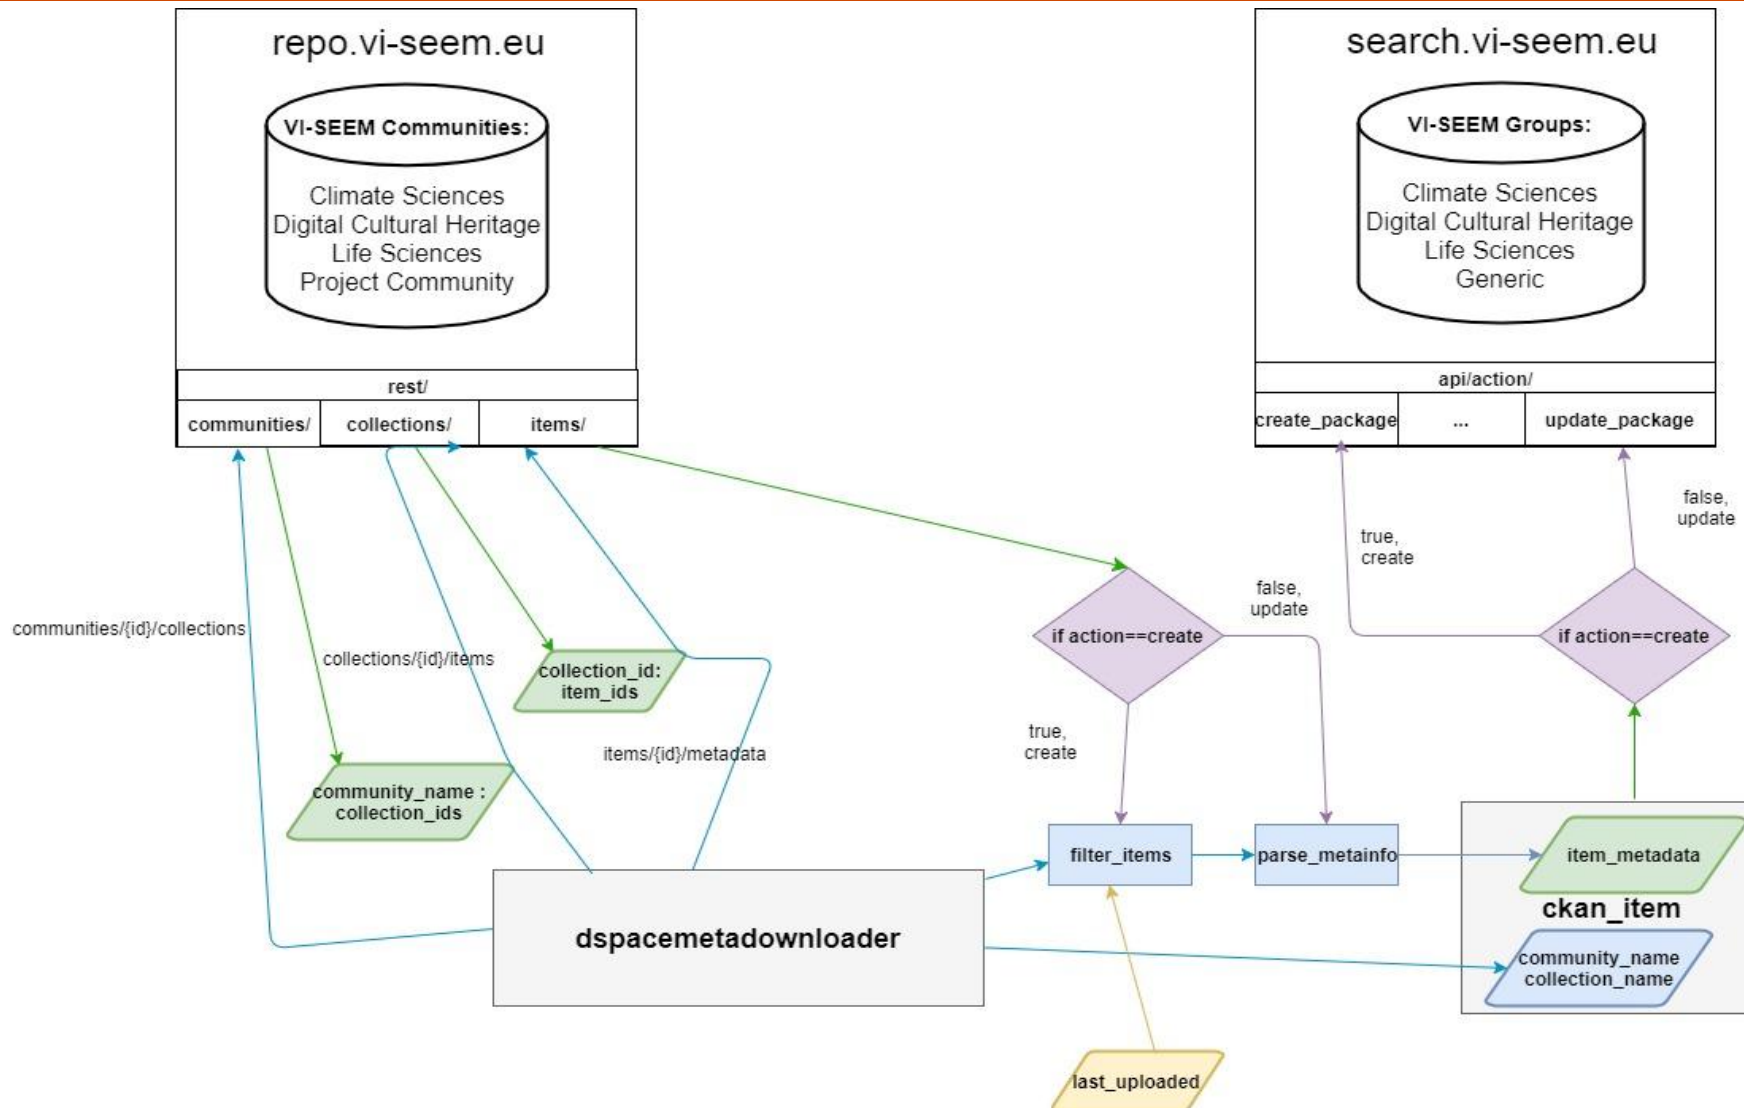 repo.vi-seem.eu
VI-SEEM Communities:
Climate Sciences
Digital Cultural Heritage
Life Sciences
Project Community
rest/
communities/
collections/
items/
search.vi-seem.eu
VI-SEEM Groups:
Climate Sciences
Digital Cultural Heritage
Life Sciences
Generic
api/action/
create_package
...
update_package
false,
update
true,
create
false,
update
if action==create
if action==create
communities/{id}/collections
collections/{id}/items
collection_id:
item_ids
true,
create
items/{id}/metadata
community_name :
collection_ids
filter_items
parse_metainfo
item_metadata
ckan_item
community_name
collection_name
dspacemetadownloader
last_uploaded